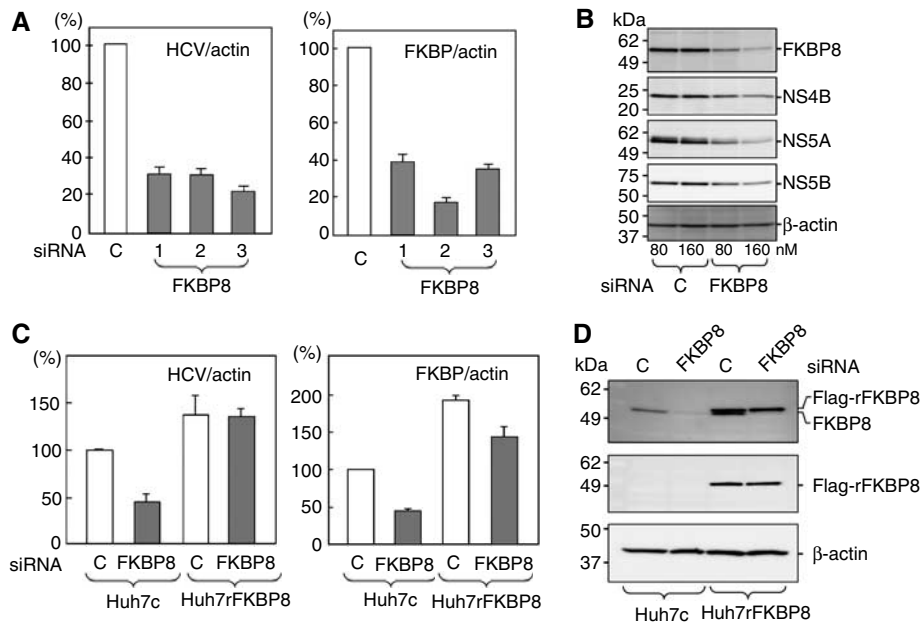 A
(%)
HCV/actin
100
80
60
40
20
0
siRNA C 1 2 3
FKBP8
(%)
FKBP/actin
100
80
60
40
20
0
C 1 2 3
FKBP8
B
kDa
62
49
FKBP8
25
20
NS4B
62
49
NS5A
75
50
NS5B
50
37
β-actin
80 160 80 160 nM
siRNA C FKBP8
C
(%)
HCV/actin
150
100
50
0
siRNA C FKBP8 C FKBP8
Huh7c Huh7rFKBP8
(%)
FKBP/actin
200
150
100
50
0
C FKBP8 C FKBP8
Huh7c Huh7rFKBP8
D
kDa C FKBP8 C FKBP8 siRNA
62
49
Flag-rFKBP8
FKBP8
62
49
Flag-rFKBP8
50
37
β-actin
Huh7c Huh7rFKBP8